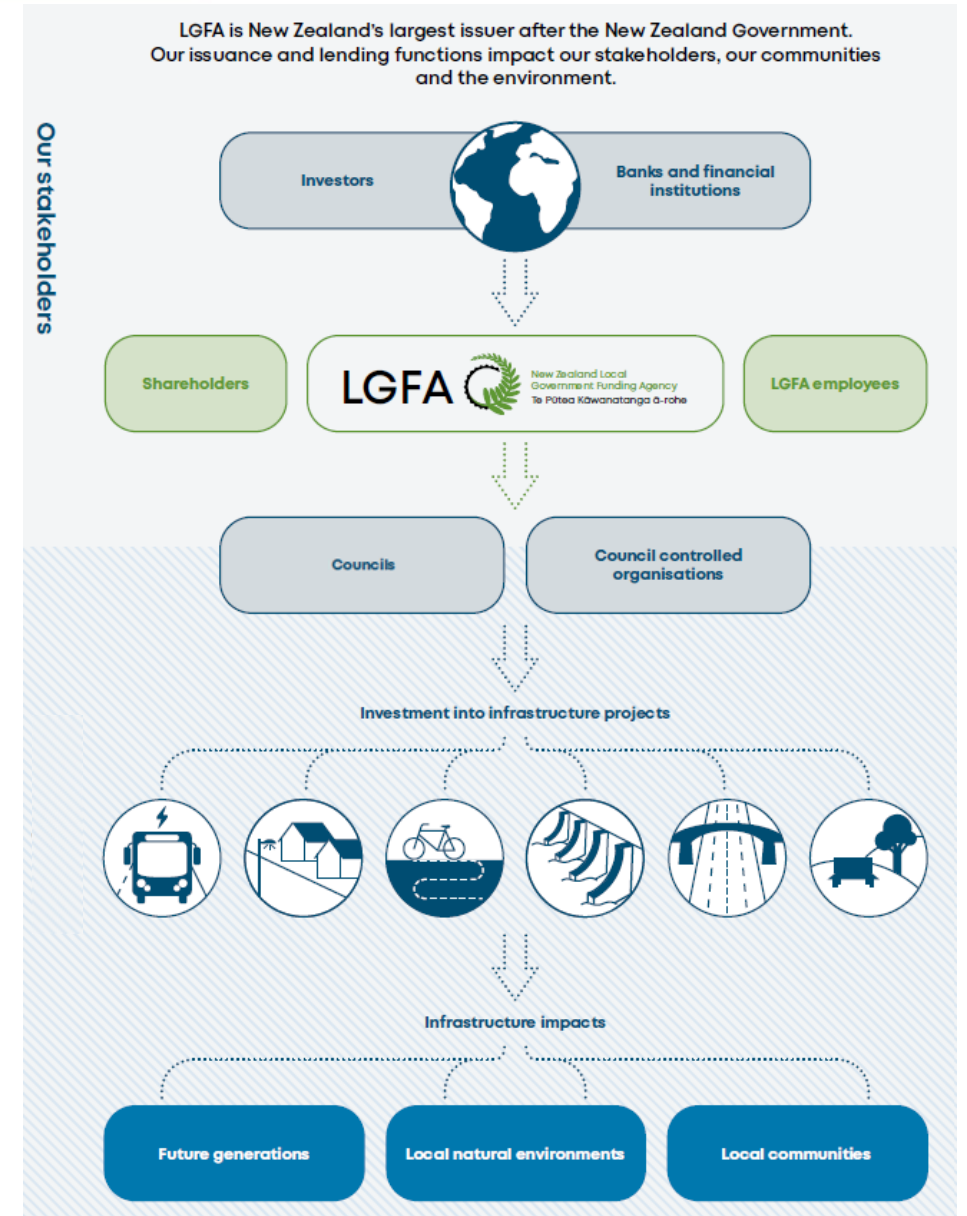 LGFA is New Zealand's largest issuer after the New Zealand Government.
Our issuance and lending functions impact our stakeholders, our communities
and the environment.
Our stakeholders
Investors
Banks and financial
institutions
Shareholders
LGFA
New Zealand Local
Government Funding Agency
Te Pūtea Kāwanatanga ā-rohe
LGFA employees
Councils
Council controlled
organisations
Investment into infrastructure projects
Infrastructure impacts
Future generations
Local natural environments
Local communities